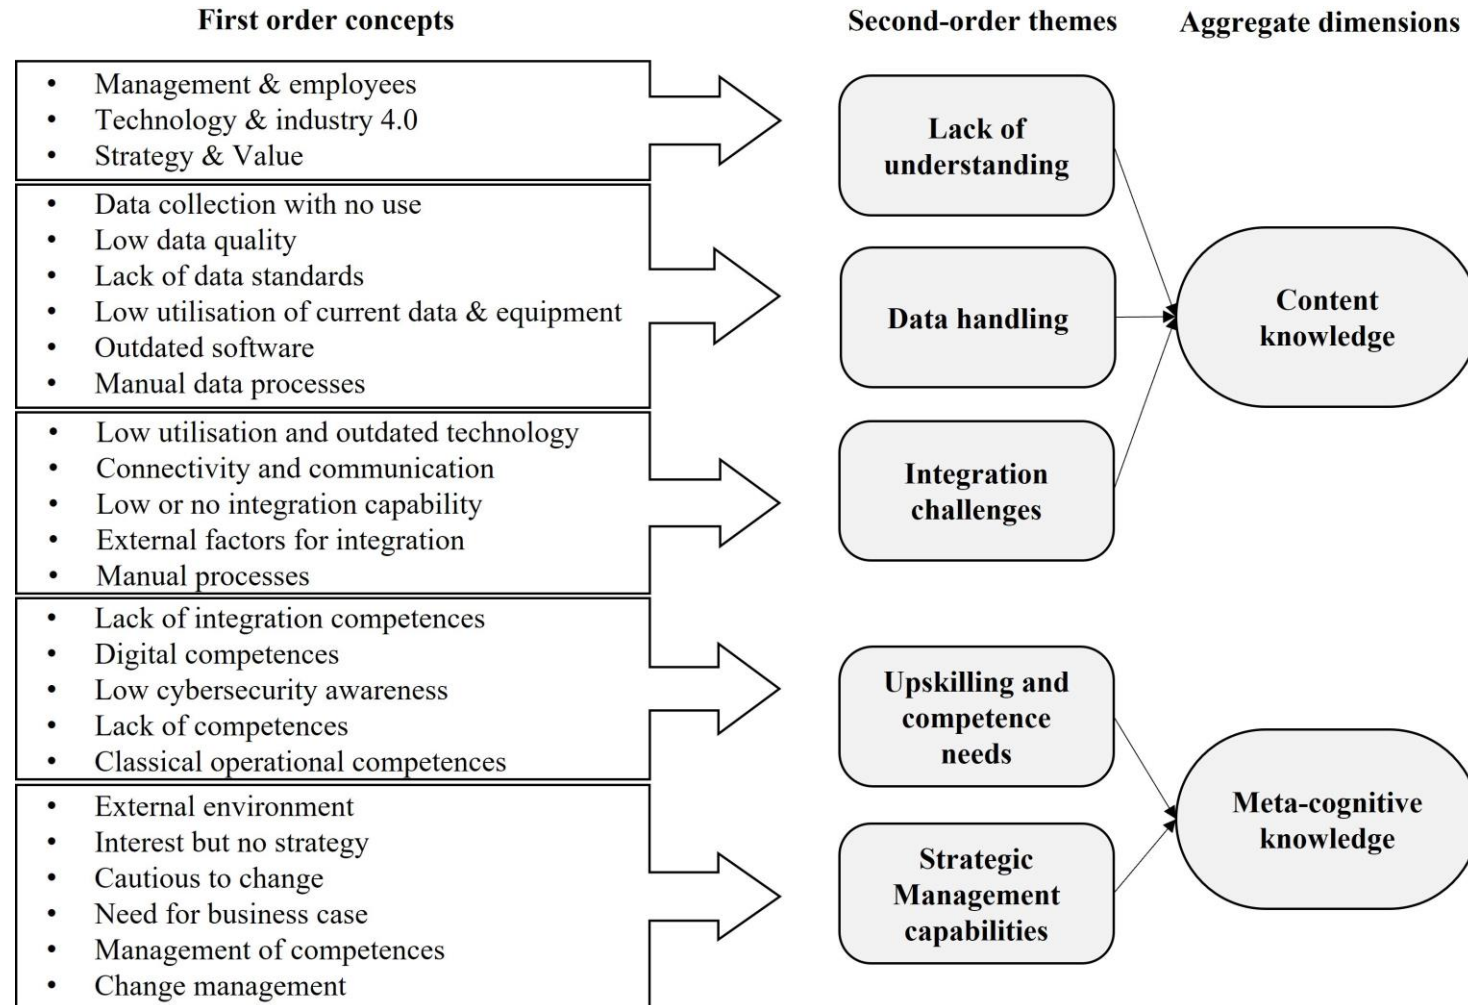 First order concepts
Second-order themes
Aggregate dimensions
• Management & employees
• Technology & industry 4.0
• Strategy & Value
• Data collection with no use
• Low data quality
• Lack of data standards
• Low utilisation of current data & equipment
• Outdated software
• Manual data processes
• Low utilisation and outdated technology
• Connectivity and communication
• Low or no integration capability
• External factors for integration
• Manual processes
• Lack of integration competences
• Digital competences
• Low cybersecurity awareness
• Lack of competences
• Classical operational competences
• External environment
• Interest but no strategy
• Cautious to change
• Need for business case
• Management of competences
• Change management
Lack of
understanding
Data handling
Integration
challenges
Upskilling and
competence
needs
Strategic
Management
capabilities
Content
knowledge
Meta-cognitive
knowledge